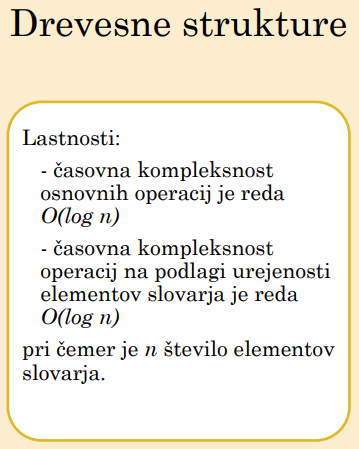 Drevesne strukture
Lastnosti:
- časovna kompleksnost
osnovnih operacij je reda
O(log n)
- časovna kompleksnost
operacij na podlagi urejenosti
elementov slovarja je reda
O(log n)
pri čemer je n število elementov
slovarja.